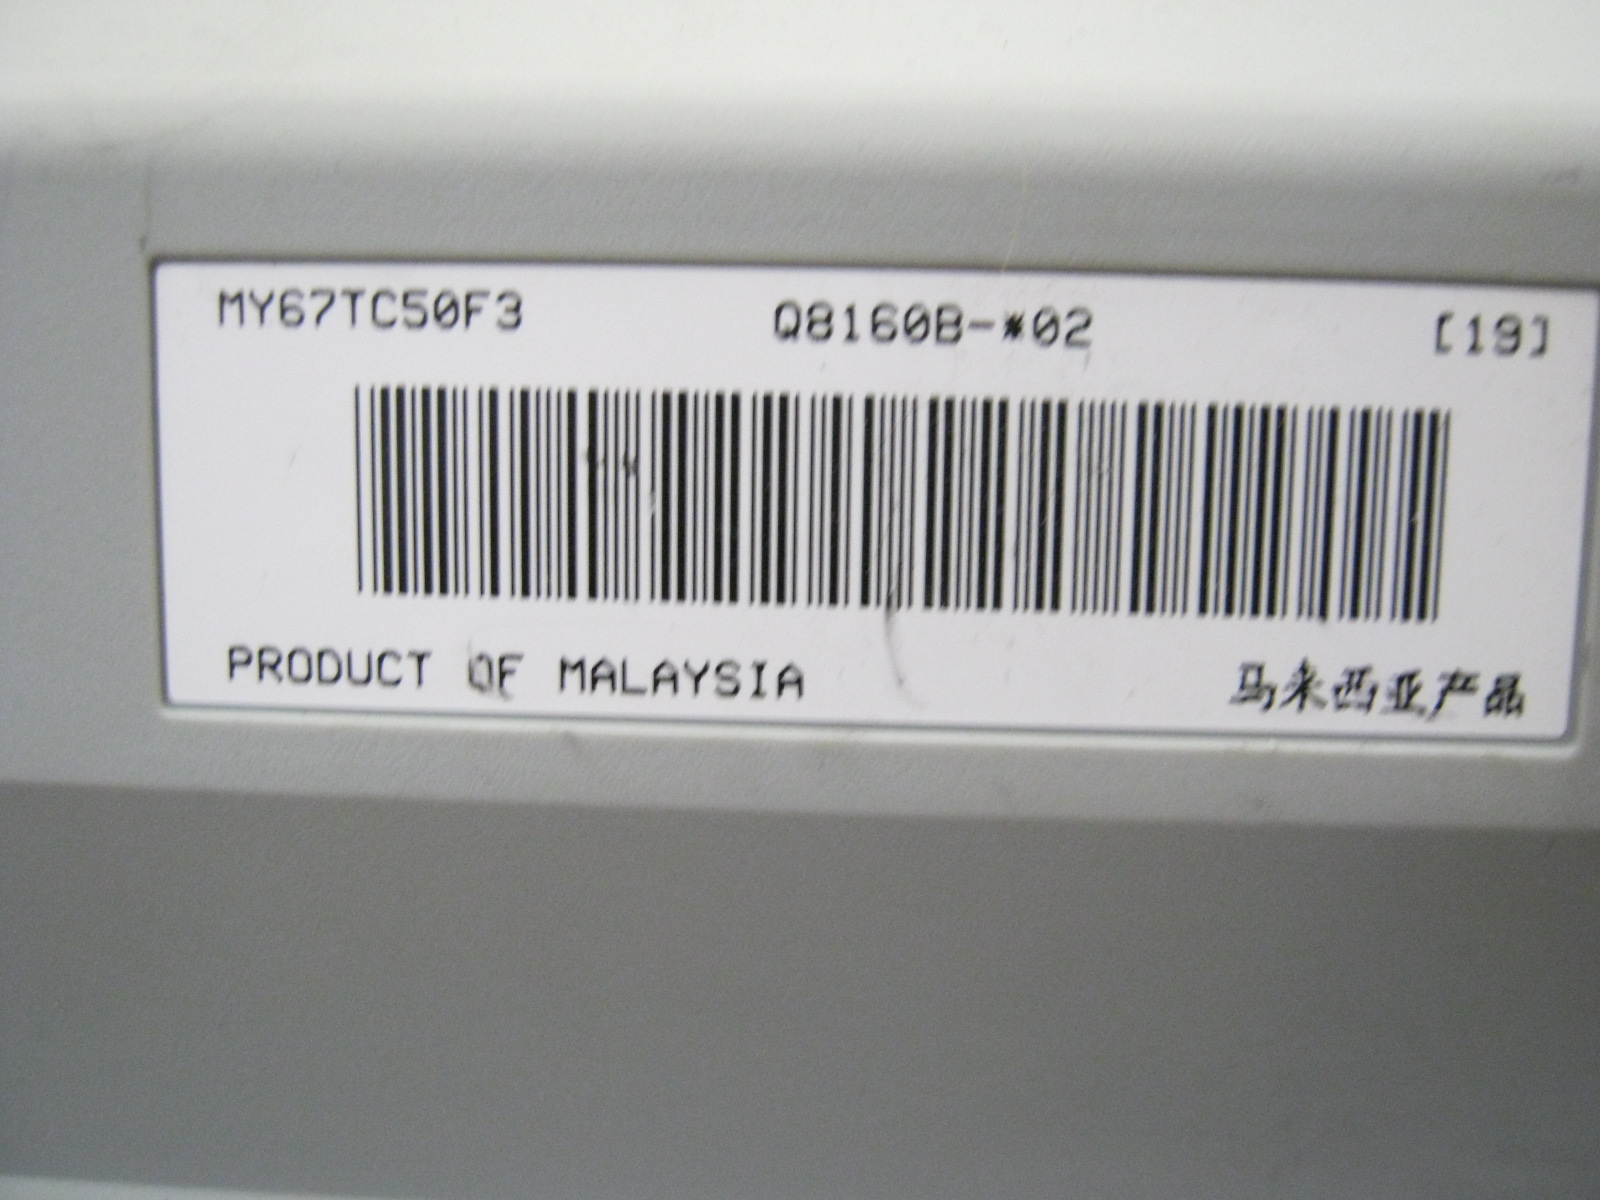 MY67TC50F3 Q8160B-*02 [19]
PRODUCT OF MALAYSIA 马来西亚产品